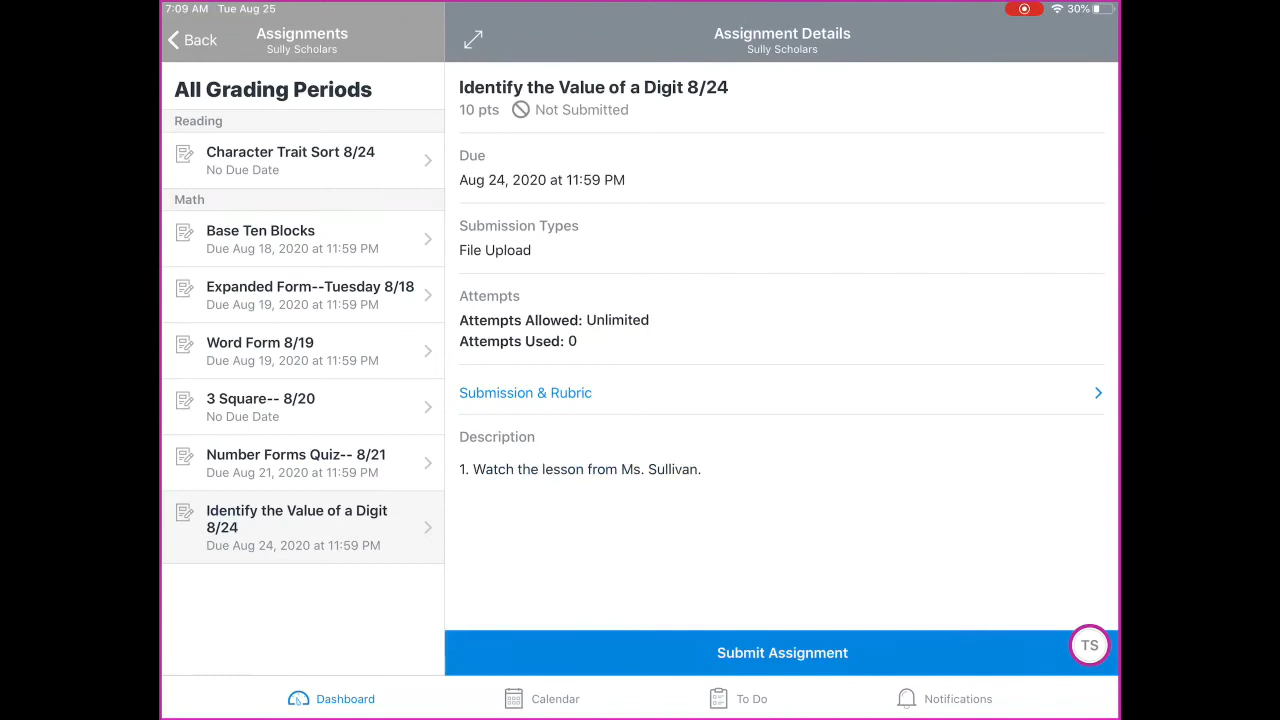 7:09 AM Tue Aug 25
30%
Back
Assignments
Sully Scholars
Assignment Details
Sully Scholars
All Grading Periods
Reading
Character Trait Sort 8/24
No Due Date
Math
Base Ten Blocks
Due Aug 18, 2020 at 11:59 PM
Expanded Form--Tuesday 8/18
Due Aug 19, 2020 at 11:59 PM
Word Form 8/19
Due Aug 19, 2020 at 11:59 PM
3 Square-- 8/20
No Due Date
Number Forms Quiz-- 8/21
Due Aug 21, 2020 at 11:59 PM
Identify the Value of a Digit
8/24
Due Aug 24, 2020 at 11:59 PM
Identify the Value of a Digit 8/24
10 pts Not Submitted
Due
Aug 24, 2020 at 11:59 PM
Submission Types
File Upload
Attempts
Attempts Allowed: Unlimited
Attempts Used: 0
Submission & Rubric
Description
1. Watch the lesson from Ms. Sullivan.
Submit Assignment
TS
Dashboard
Calendar
To Do
Notifications